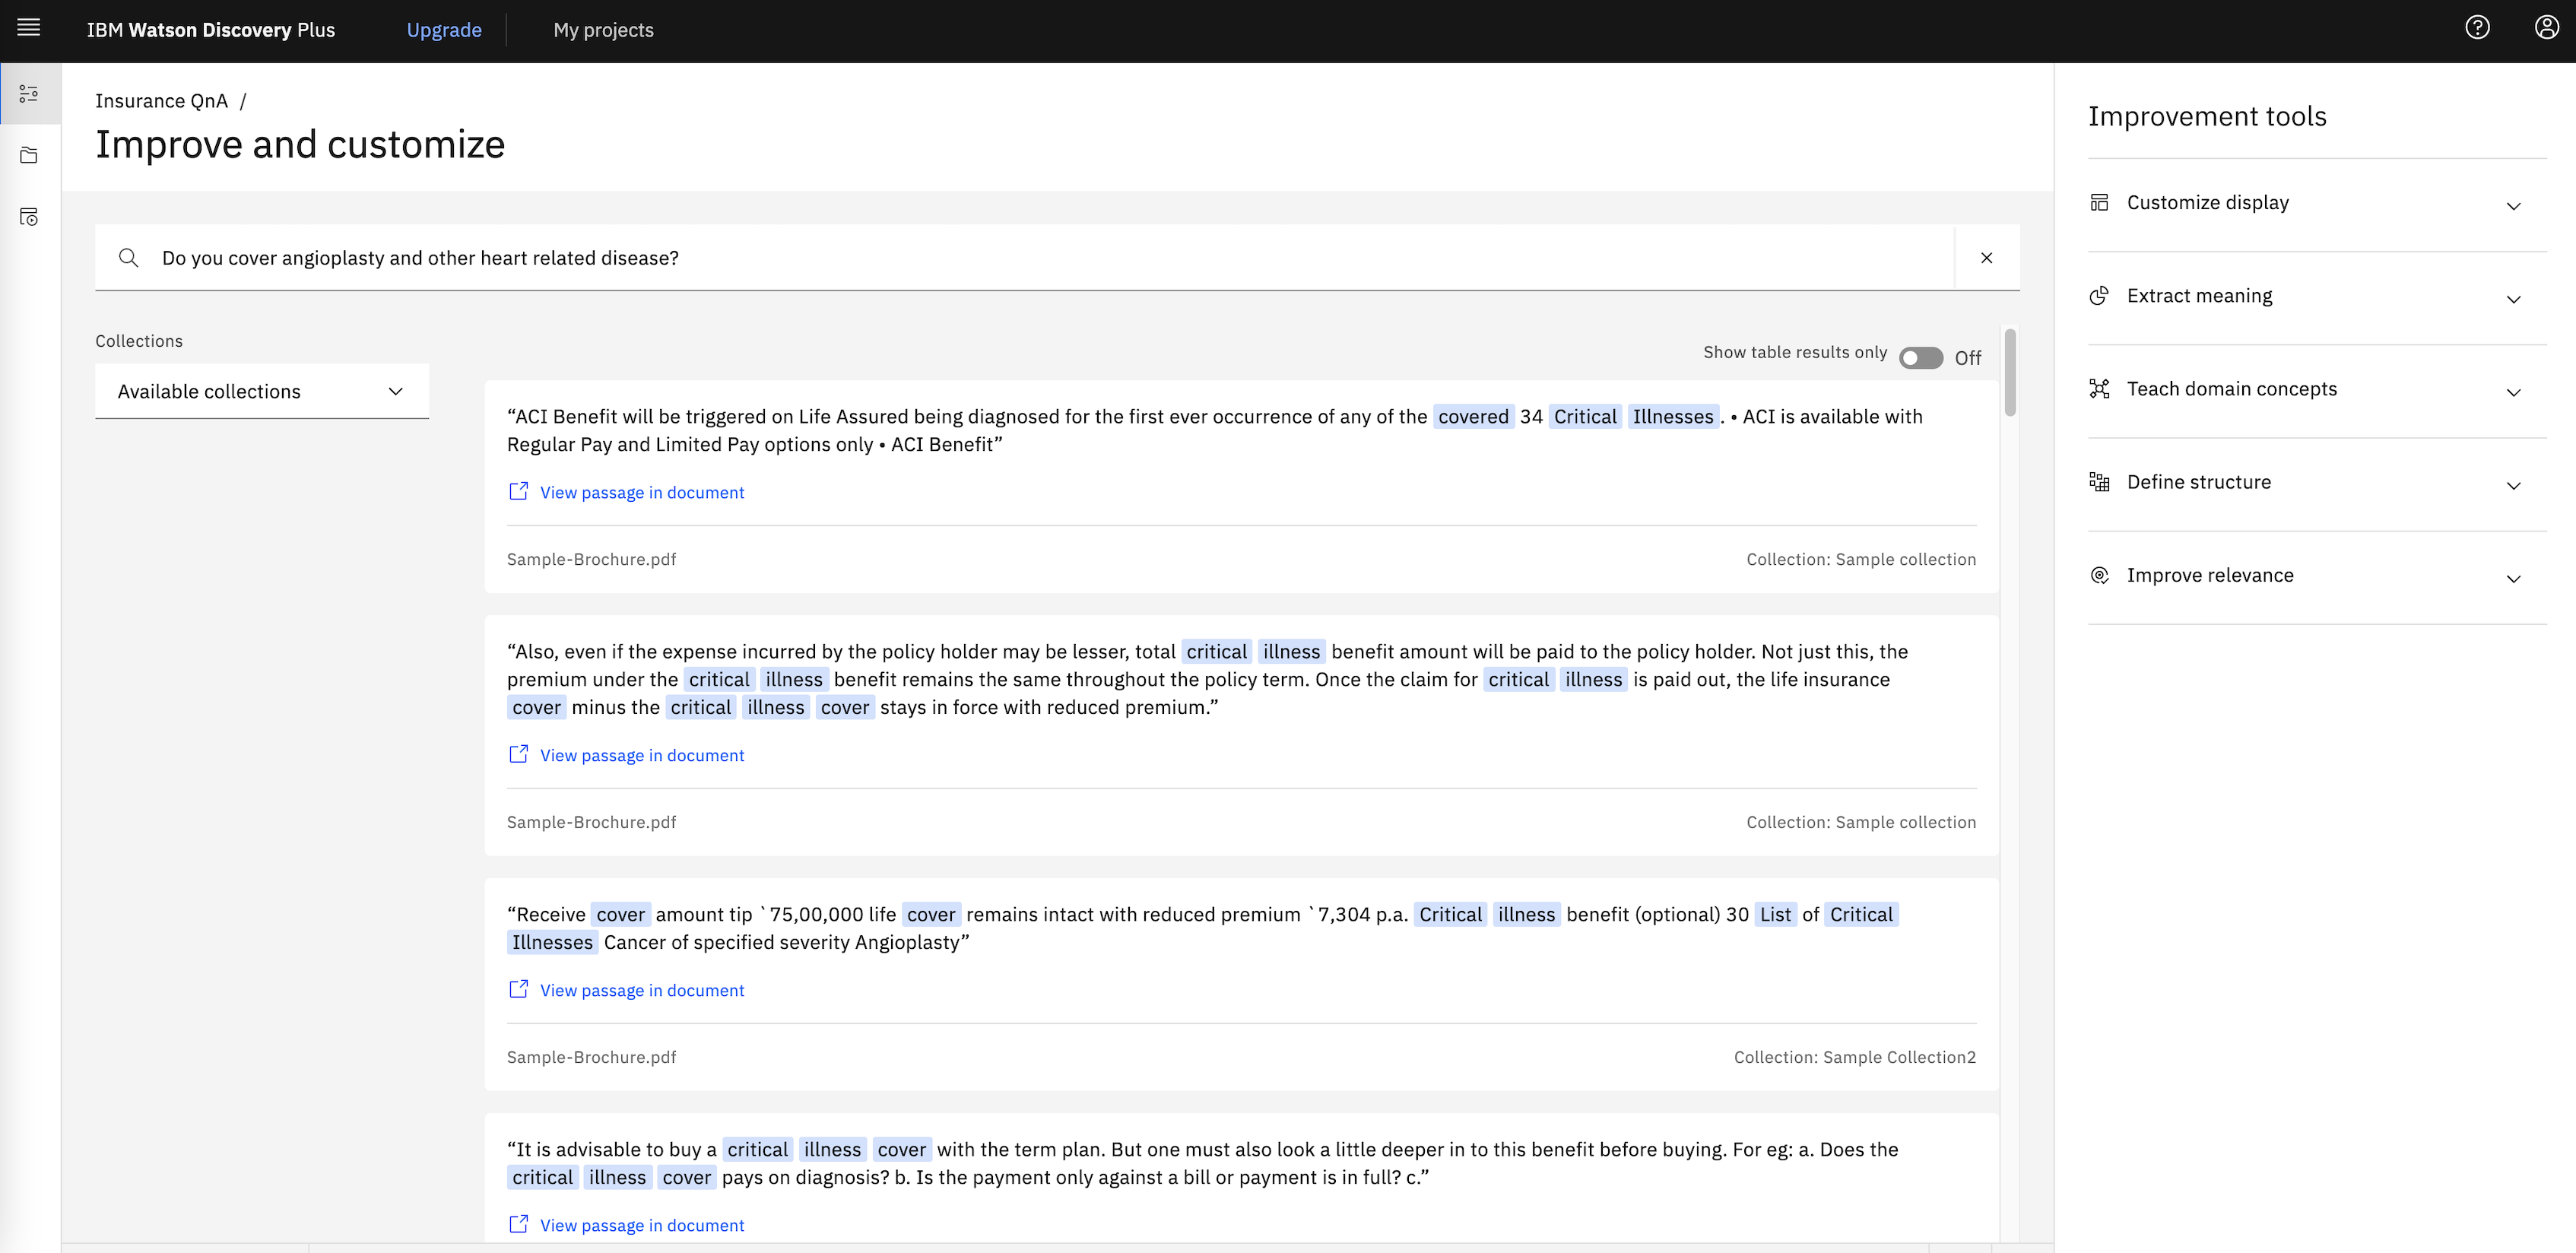 IBM Watson Discovery Plus
Upgrade
My projects
Insurance QnA /
Improve and customize
Do you cover angioplasty and other heart related disease?
Collections
Available collections
Show table results only
Off
“ACI Benefit will be triggered on Life Assured being diagnosed for the first ever occurrence of any of the covered 34 Critical Illnesses. • ACI is available with
Regular Pay and Limited Pay options only • ACI Benefit”
View passage in document
Sample-Brochure.pdf
Collection: Sample collection
“Also, even if the expense incurred by the policy holder may be lesser, total critical illness benefit amount will be paid to the policy holder. Not just this, the
premium under the critical illness benefit remains the same throughout the policy term. Once the claim for critical illness is paid out, the life insurance
cover minus the critical illness cover stays in force with reduced premium.”
View passage in document
Sample-Brochure.pdf
Collection: Sample collection
“Receive cover amount tip `75,00,000 life cover remains intact with reduced premium `7,304 p.a. Critical illness benefit (optional) 30 List of Critical
Illnesses Cancer of specified severity Angioplasty”
View passage in document
Sample-Brochure.pdf
Collection: Sample Collection2
“It is advisable to buy a critical illness cover with the term plan. But one must also look a little deeper in to this benefit before buying. For eg: a. Does the
critical illness cover pays on diagnosis? b. Is the payment only against a bill or payment is in full? c.”
View passage in document
Improvement tools
Customize display
Extract meaning
Teach domain concepts
Define structure
Improve relevance